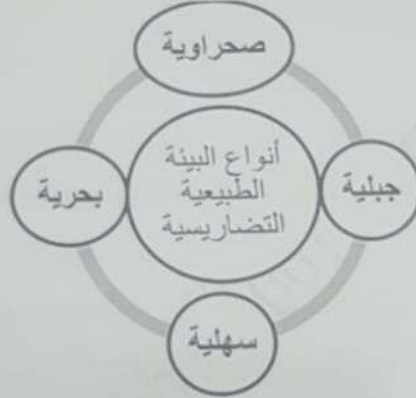 صحراوية
أنواع البيئة
الطبيعية
التضاريسية
جبلية
بحرية
سهلية